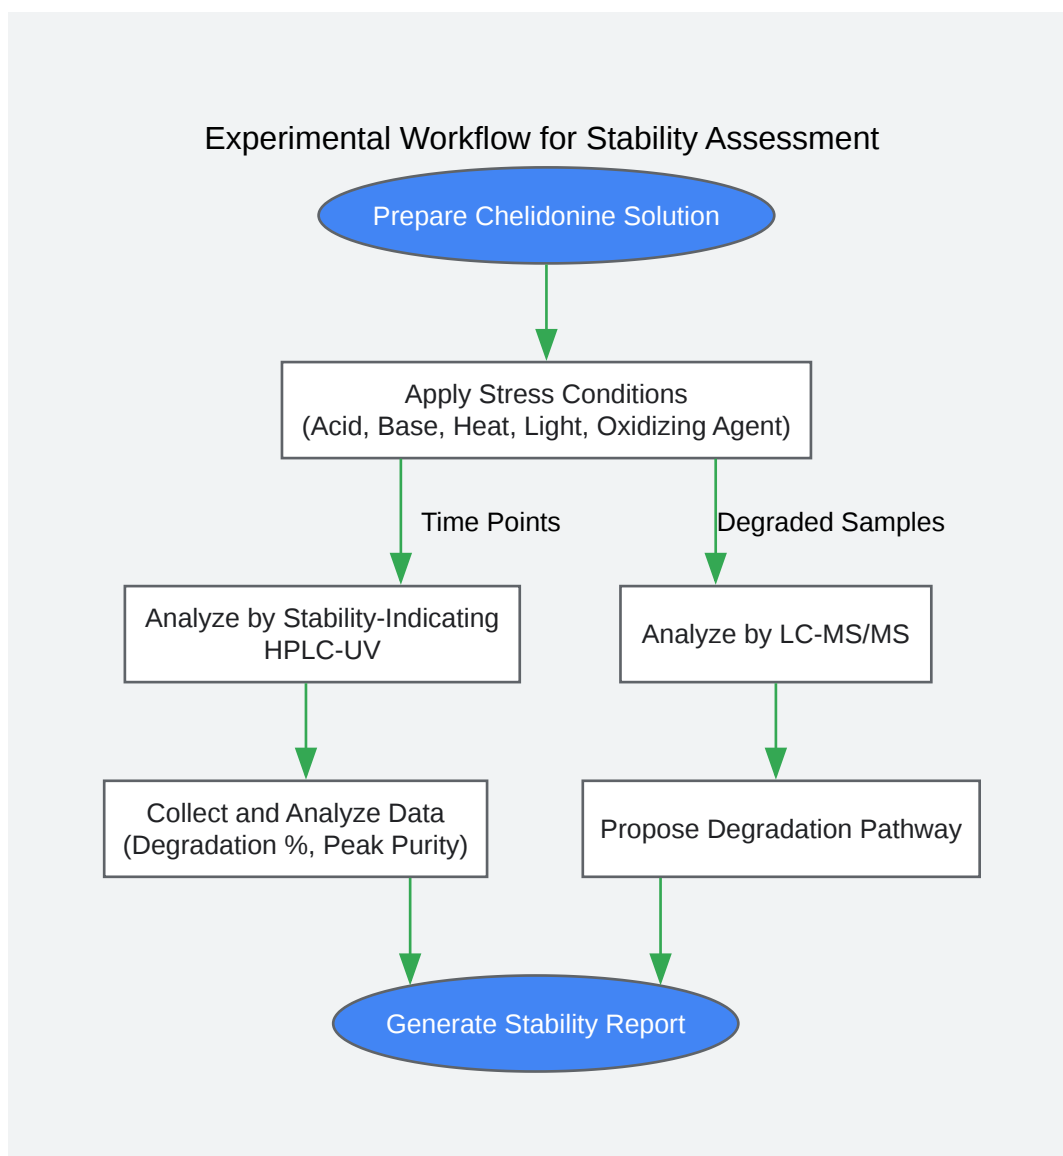 Experimental Workflow for Stability Assessment
Prepare Chelidonine Solution
Apply Stress Conditions
(Acid, Base, Heat, Light, Oxidizing Agent)
Time Points
Degraded Samples
Analyze by Stability-Indicating
HPLC-UV
Analyze by LC-MS/MS
Collect and Analyze Data
(Degradation %, Peak Purity)
Propose Degradation Pathway
Generate Stability Report